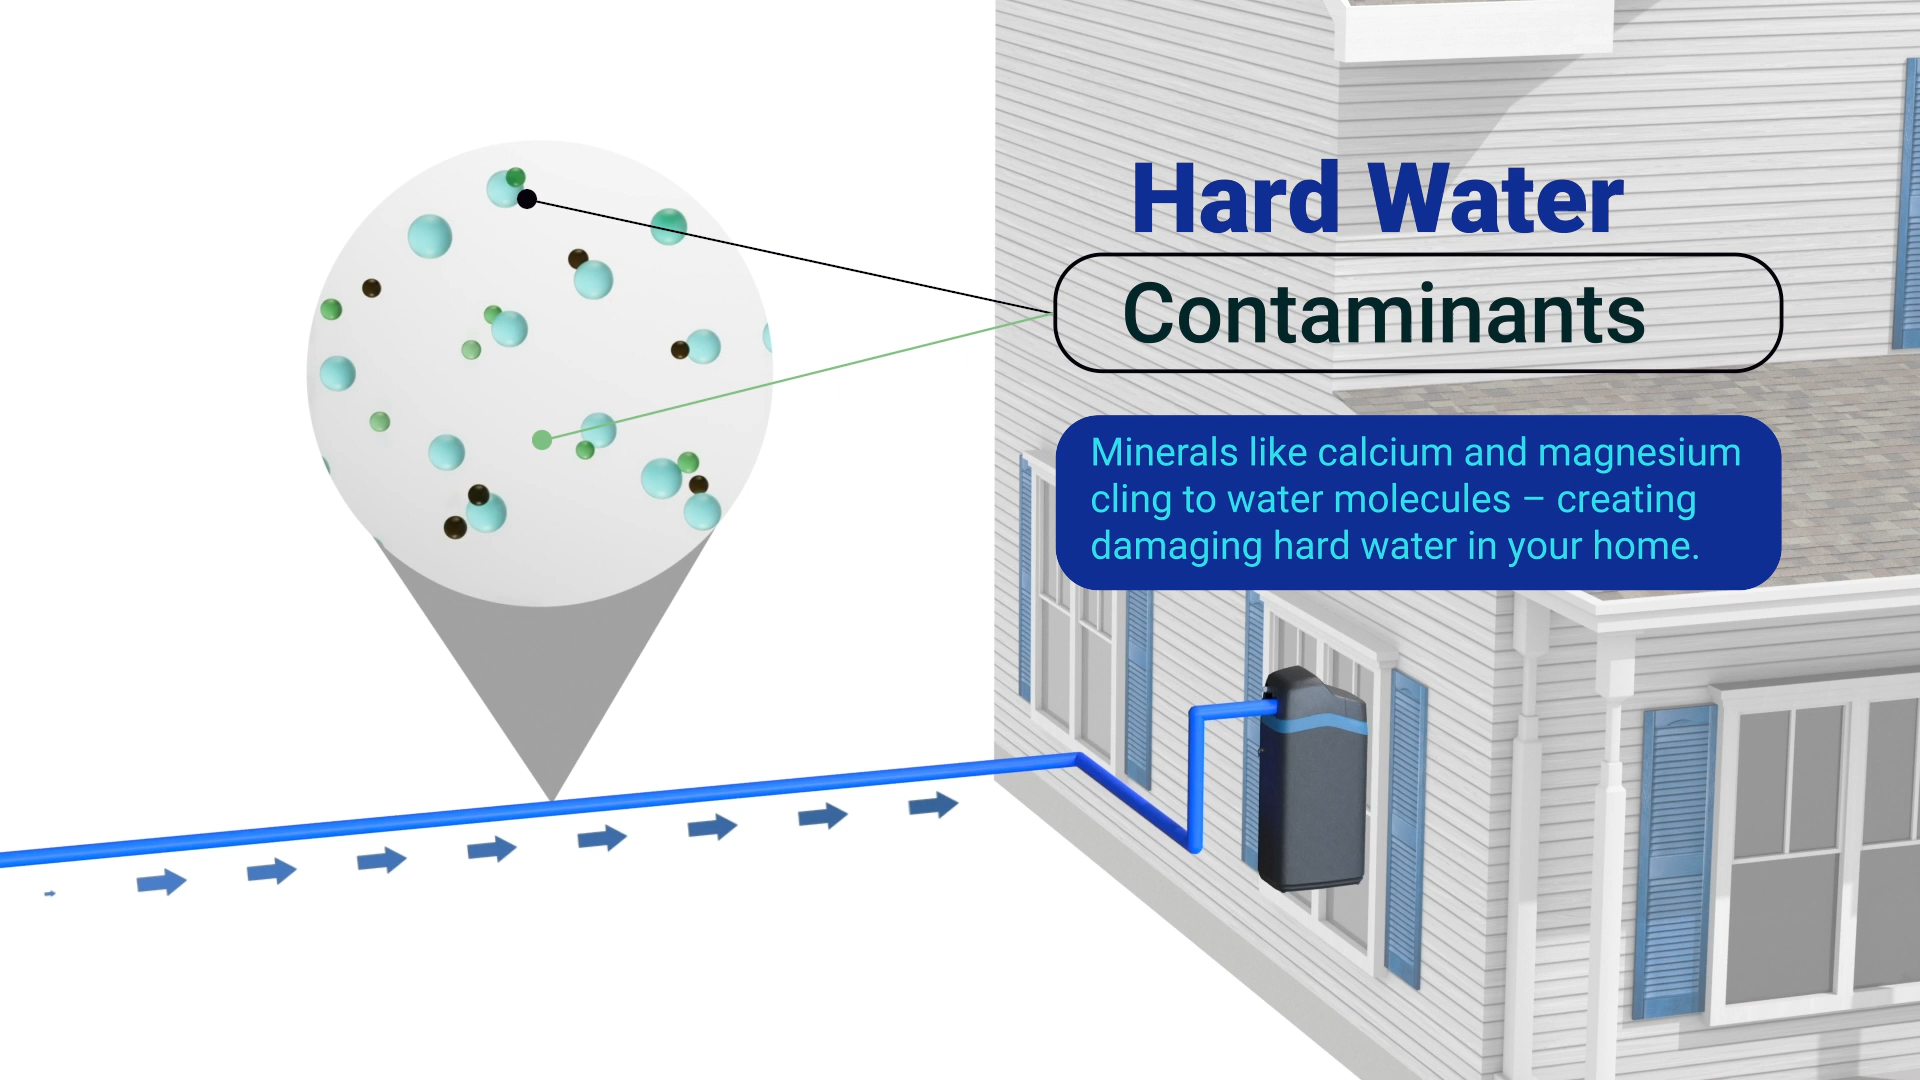 Hard Water
Contaminants
Minerals like calcium and magnesium
cling to water molecules – creating
damaging hard water in your home.